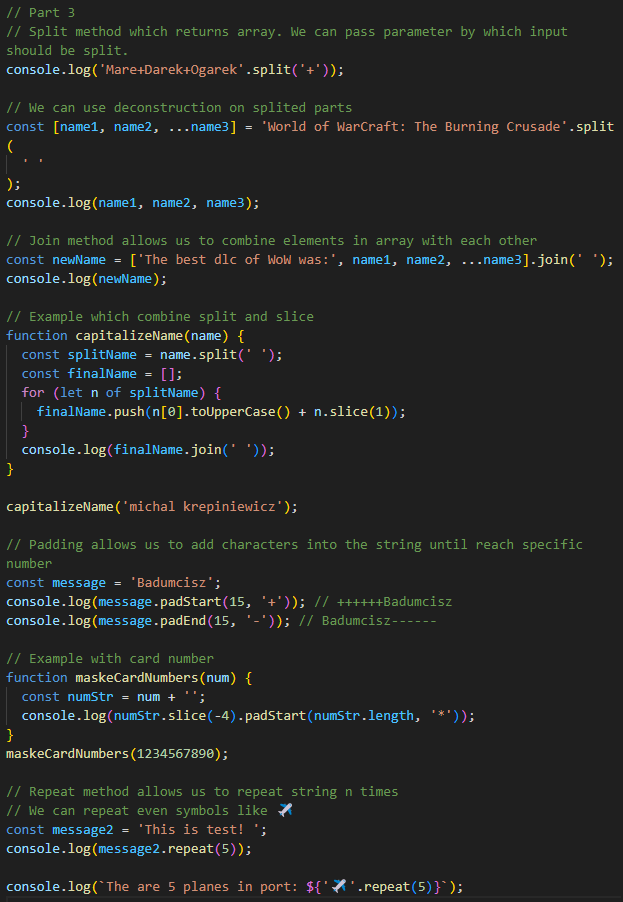 // Part 3
// Split method which returns array. We can pass parameter by which input
should be split.
console.log('Mare+Darek+Ogarek'.split('+'));
// We can use deconstruction on splited parts
const [name1, name2, ...name3] = 'World of WarCraft: The Burning Crusade'.split
(
' '
);
console.log(name1, name2, name3);
// Join method allows us to combine elements in array with each other
const newName = ['The best dlc of WoW was:', name1, name2, ...name3].join(' ');
console.log(newName);
// Example which combine split and slice
function capitalizeName(name) {
const splitName = name.split(' ');
const finalName = [];
for (let n of splitName) {
finalName.push(n[0].toUpperCase() + n.slice(1));
}
console.log(finalName.join(' '));
}
capitalizeName('michal krepiniewicz');
// Padding allows us to add characters into the string until reach specific
number
const message = 'Badumcisz';
console.log(message.padStart(15, '+')); // ++++++Badumcisz
console.log(message.padEnd(15, '-')); // Badumcisz------
// Example with card number
function maskeCardNumbers(num) {
const numStr = num + '';
console.log(numStr.slice(-4).padStart(numStr.length, '*'));
}
maskeCardNumbers(1234567890);
// Repeat method allows us to repeat string n times
// We can repeat even symbols like ✈️
const message2 = 'This is test! ';
console.log(message2.repeat(5));
console.log(`The are 5 planes in port: ${'✈️'.repeat(5)}`);